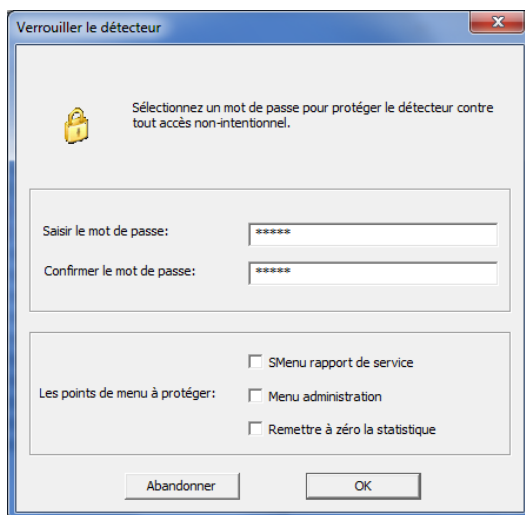 Verrouiller le détecteur
Sélectionnez un mot de passe pour protéger le détecteur contre
tout accès non-intentionnel.
Saisir le mot de passe: *****
Confirmer le mot de passe: *****
SMenu rapport de service
Les points de menu à protéger: Menu administration
Remettre à zéro la statistique
Abandonner OK